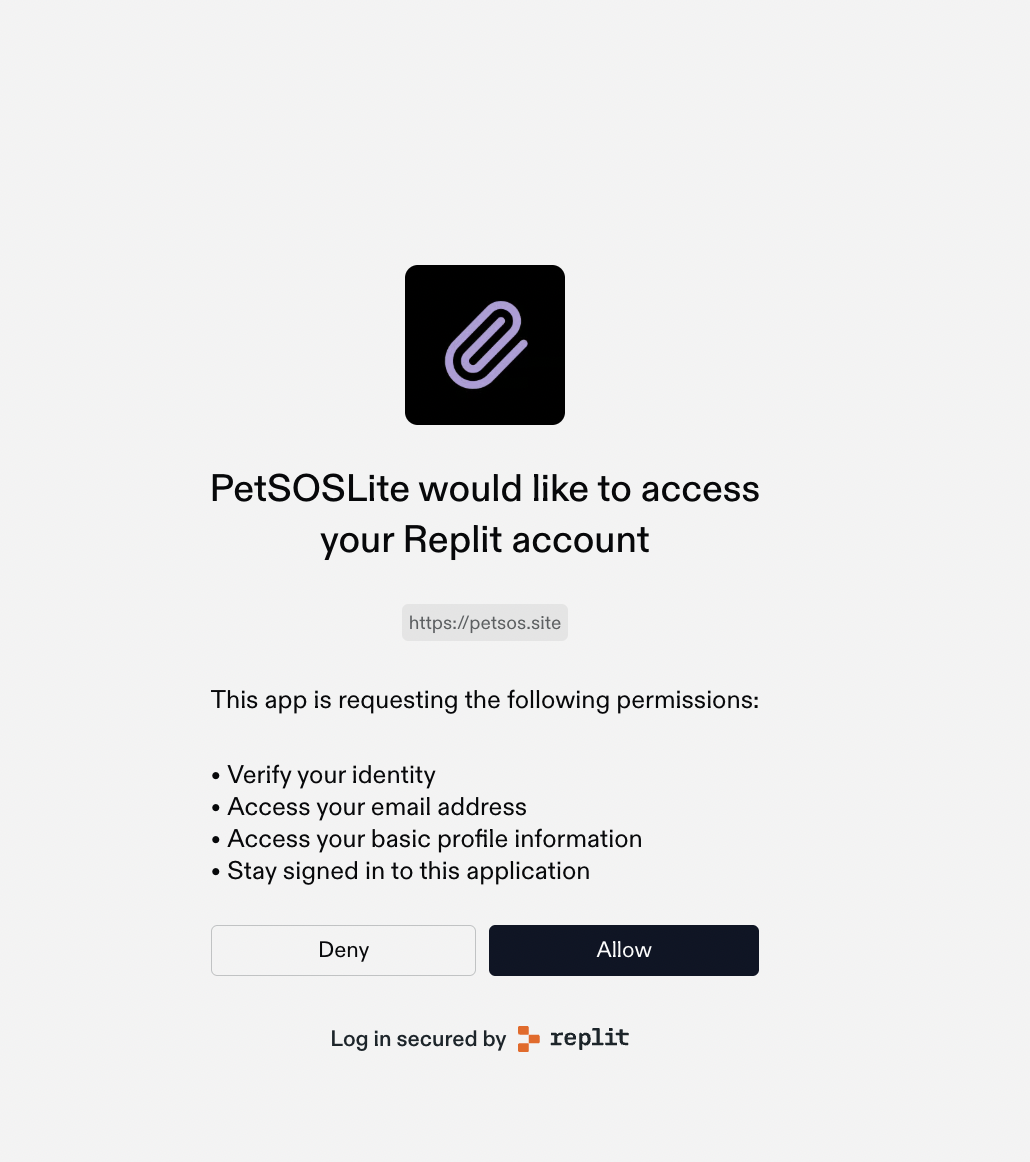 PetSOSLite would like to access
your Replit account
https://petsos.site
This app is requesting the following permissions:
• Verify your identity
• Access your email address
• Access your basic profile information
• Stay signed in to this application
Deny Allow
Log in secured by replit